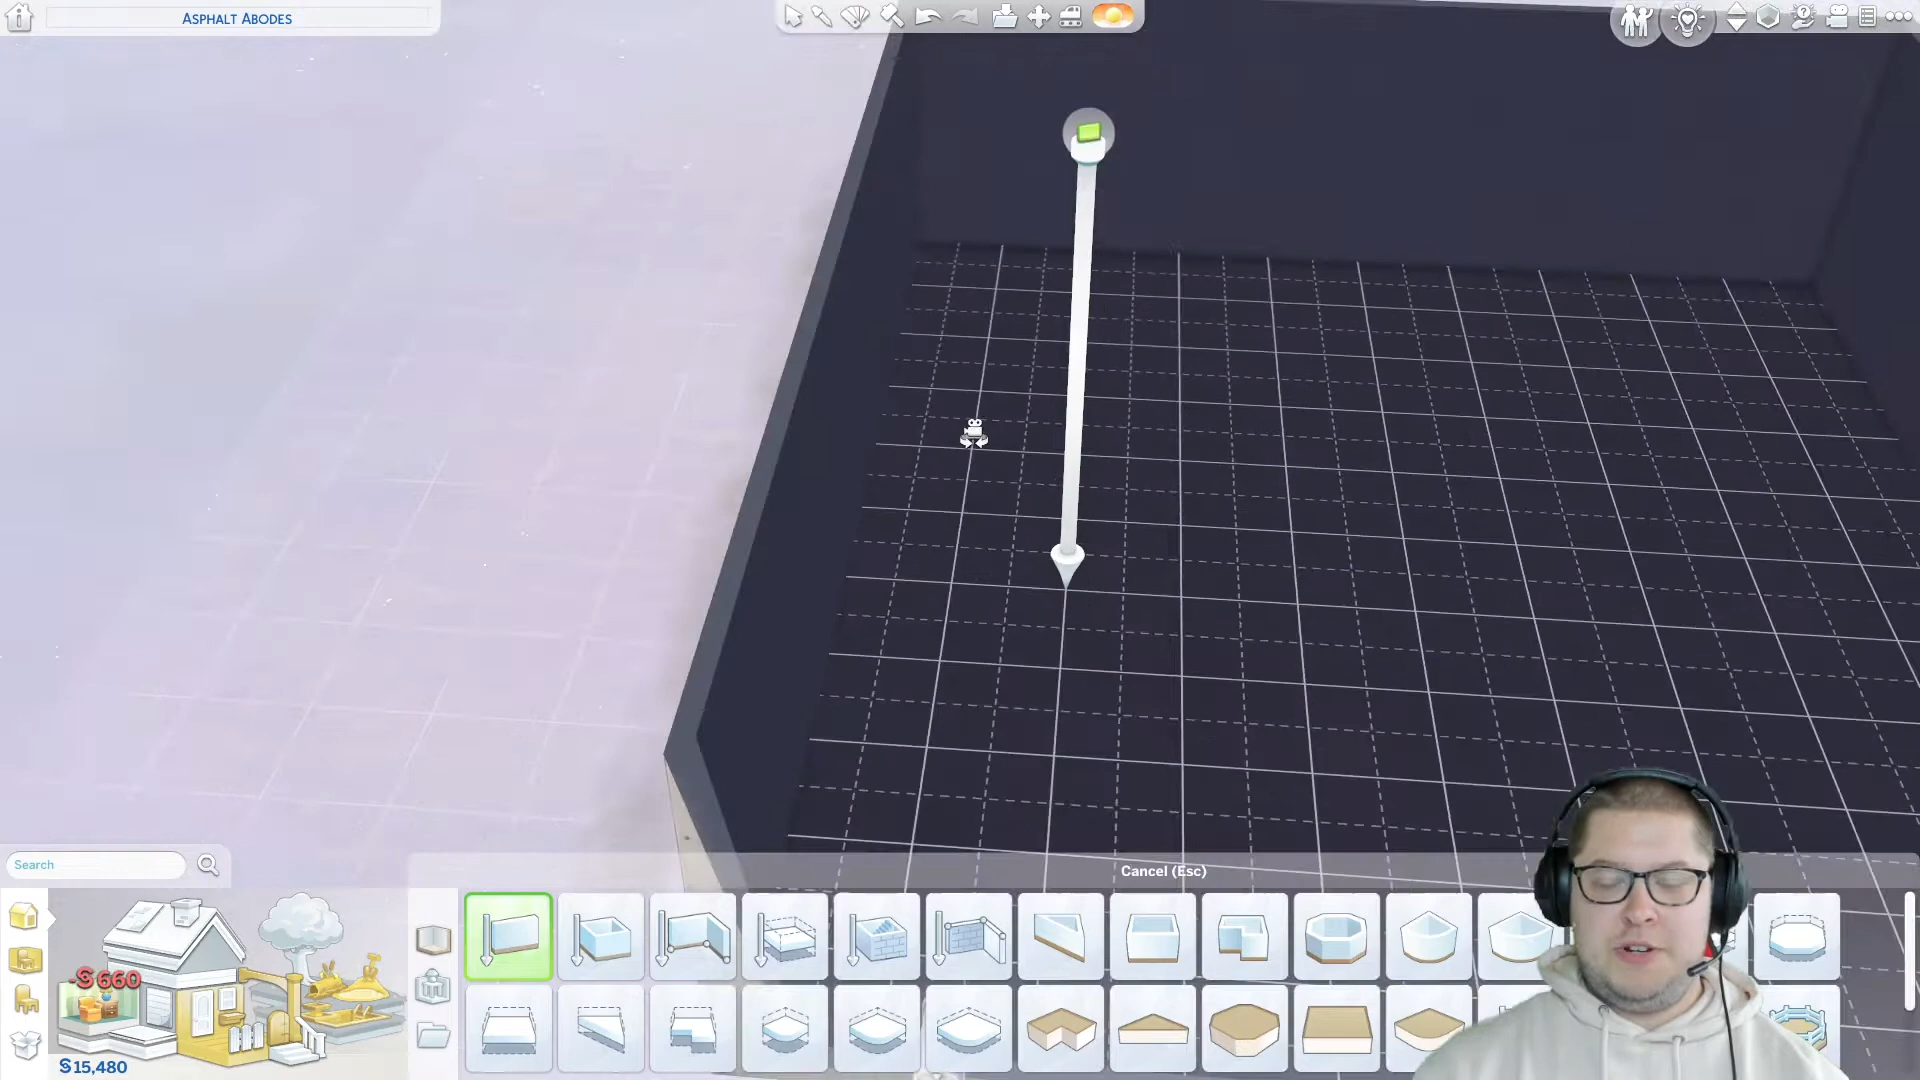 ASPHALT ABODES
Search
Cancel (Esc)
-§660
§15,480